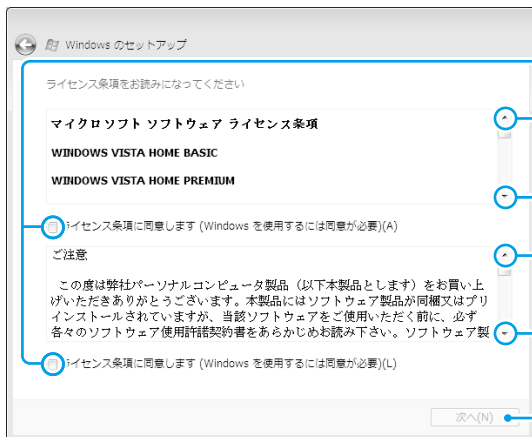 Windows のセットアップ
ライセンス条項をお読みになってください
マイクロソフト ソフトウェア ライセンス条項
WINDOWS VISTA HOME BASIC
WINDOWS VISTA HOME PREMIUM
ライセンス条項に同意します (Windows を使用するには同意が必要)(A)
ご注意
この度は弊社パーソナルコンピュータ製品（以下本製品とします）をお買い上
げいただきありがとうございます。本製品にはソフトウェア製品が同梱又はプリ
インストールされていますが、当該ソフトウェアをご使用いただく前に、必ず
各々のソフトウェア使用許諾契約書をあらかじめお読み下さい。ソフトウェア製
ライセンス条項に同意します (Windows を使用するには同意が必要)(L)
次へ(N)